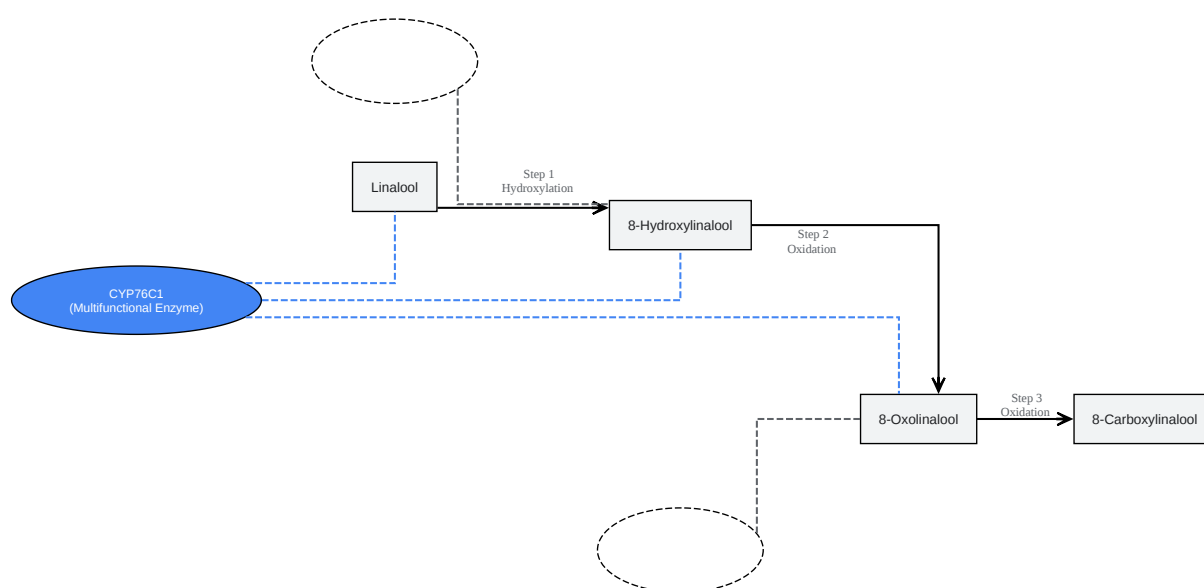 Linalool
Step 1
Hydroxylation
8-Hydroxylinalool
Step 2
Oxidation
CYP76C1
(Multifunctional Enzyme)
8-Oxolinalool
Step 3
Oxidation
8-Carboxylinalool